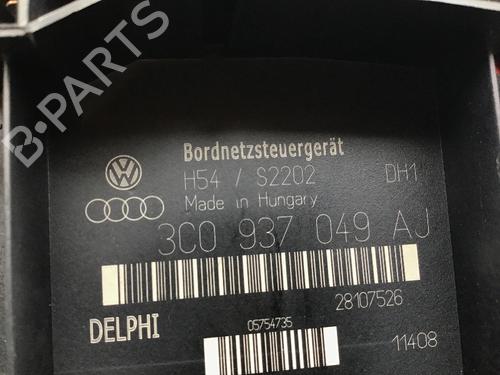 B-PARTS
Bordnetzsteuergerät
H54 / S2202 DH1
Made in Hungary
3C0 937 049 AJ
28107526
DELPHI
05754735
11408